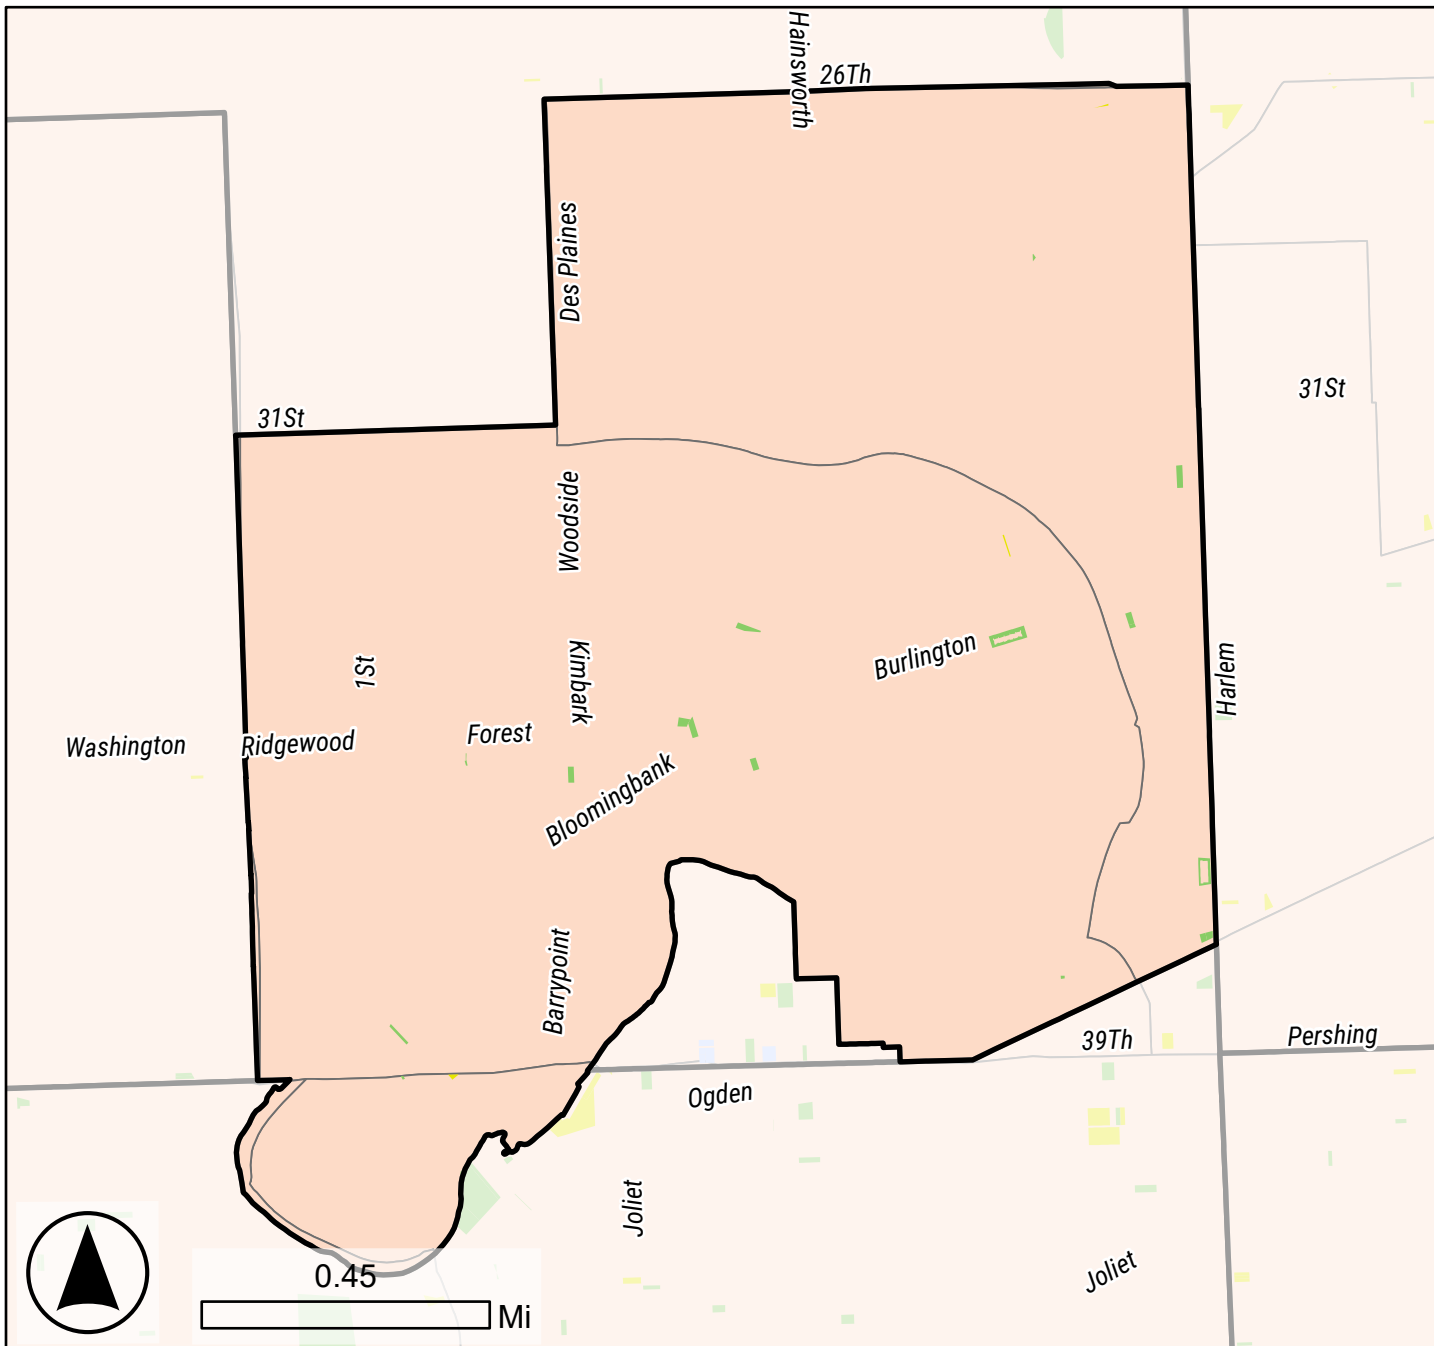 Hainsworth
26Th
Des Plaines
31St
31St
Woodside
1St
Kimbark
Burlington
Harlem
Washington
Ridgewood
Forest
Bloomingbank
Barrypoint
39Th
Pershing
Ogden
Joliet
Joliet
0.45
Mi